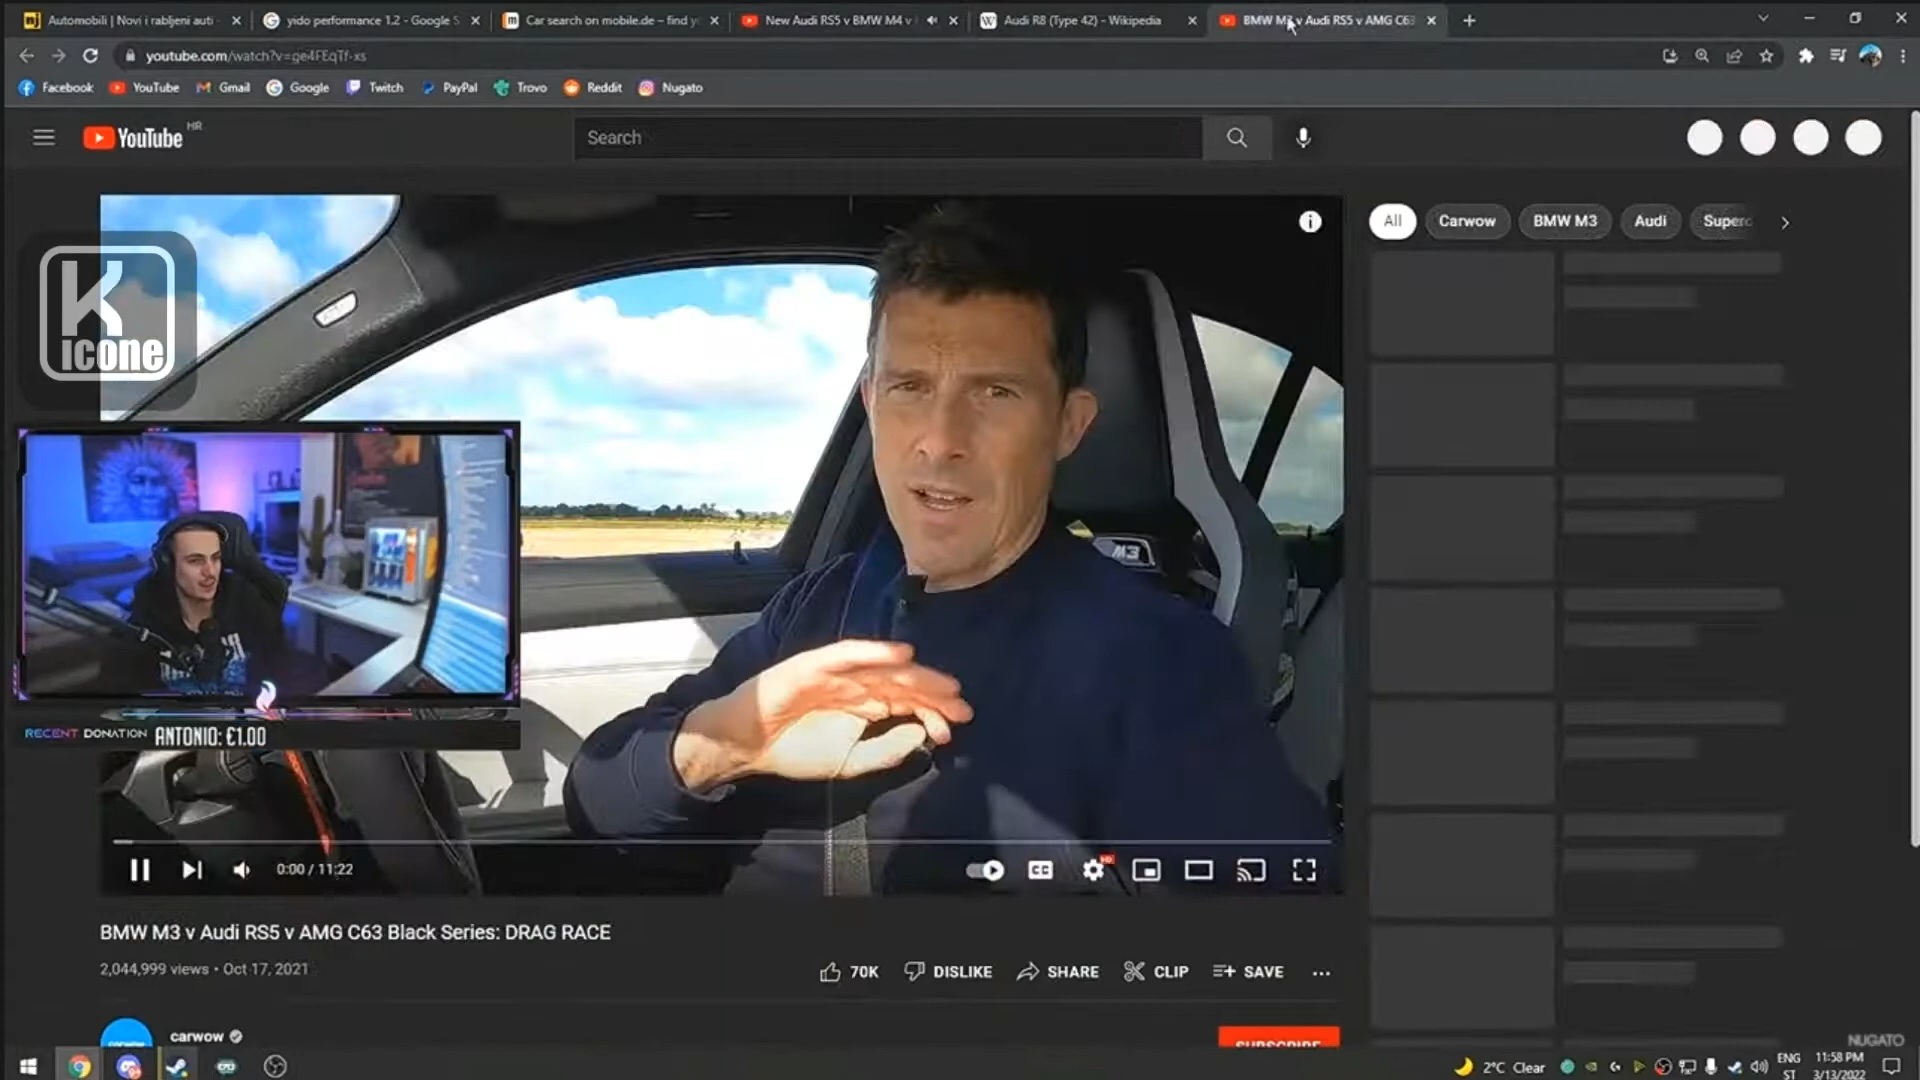 Automobili | Novi i rabljeni auti
yido performance 1.2 - Google S
Car search on mobile.de – find y
New Audi RS5 v BMW M4 v
Audi R8 (Type 42) - Wikipedia
BMW M3 v Audi RS5 v AMG C63
youtube.com/watch?v=ge4FEqTf-xs
Facebook
YouTube
Gmail
Google
Twitch
PayPal
Trovo
Reddit
Nugato
YouTube HR
Search
All
Carwow
BMW M3
Audi
Superc
K
icone
M3
RECENT DONATION ANTONIO: €1.00
0:00 / 11:22
CC
HD
BMW M3 v Audi RS5 v AMG C63 Black Series: DRAG RACE
2,044,999 views • Oct 17, 2021
70K
DISLIKE
SHARE
CLIP
SAVE
carwow
carwow
SUBSCRIBE
NUGATO
2°C Clear
ENG
ST
11:58 PM
3/13/2022